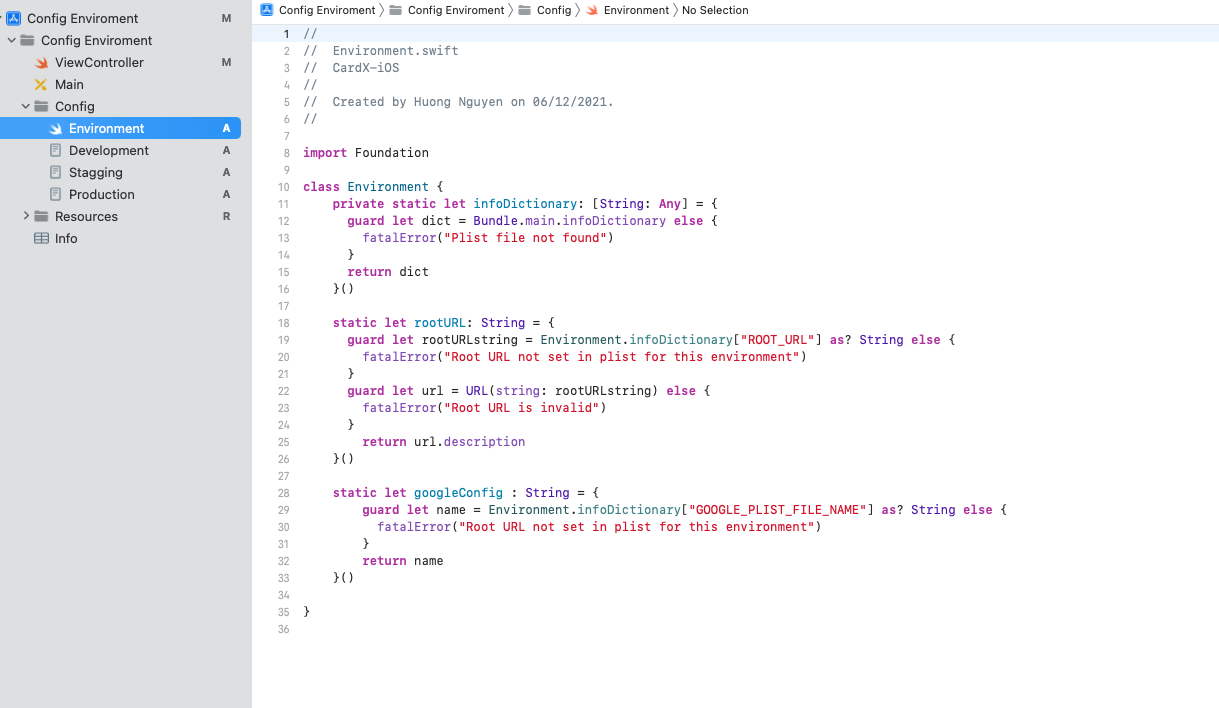 Config Enviroment M
Config Enviroment
ViewController M
Main
Config
Environment A
Development A
Stagging A
Production A
Resources R
Info
Config Enviroment 〉 Config Enviroment 〉 Config 〉 Environment 〉 No Selection
1 //
2 //  Environment.swift
3 //  CardX-iOS
4 //
5 //  Created by Huong Nguyen on 06/12/2021.
6 //
7
8 import Foundation
9
10 class Environment {
11     private static let infoDictionary: [String: Any] = {
12       guard let dict = Bundle.main.infoDictionary else {
13         fatalError("Plist file not found")
14       }
15       return dict
16     }()
17
18     static let rootURL: String = {
19       guard let rootURLstring = Environment.infoDictionary["ROOT_URL"] as? String else {
20         fatalError("Root URL not set in plist for this environment")
21       }
22       guard let url = URL(string: rootURLstring) else {
23         fatalError("Root URL is invalid")
24       }
25         return url.description
26     }()
27
28     static let googleConfig : String = {
29         guard let name = Environment.infoDictionary["GOOGLE_PLIST_FILE_NAME"] as? String else {
30           fatalError("Root URL not set in plist for this environment")
31         }
32         return name
33     }()
34
35 }
36